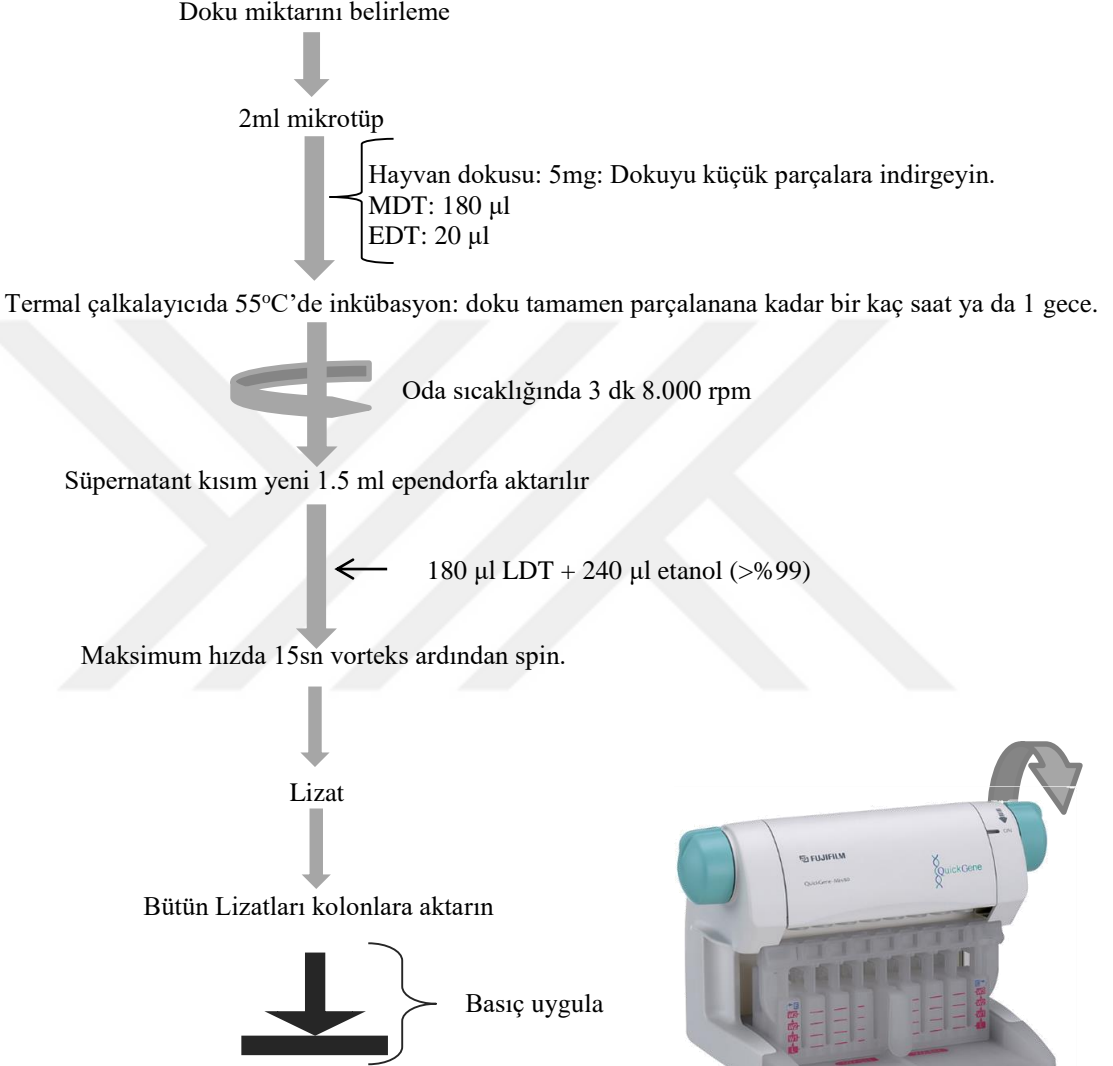 Doku miktarını belirleme
2ml mikrotüp
Hayvan dokusu: 5mg: Dokuyu küçük parçalara indirgeyin.
MDT: 180 µl
EDT: 20 µl
Termal çalkalayıcıda 55°C’de inkübasyon: doku tamamen parçalanana kadar bir kaç saat ya da 1 gece.
Oda sıcaklığında 3 dk 8.000 rpm
Süpernatant kısım yeni 1.5 ml ependorfa aktarılır
180 µl LDT + 240 µl etanol (>%99)
Maksimum hızda 15sn vorteks ardından spin.
Lizat
Bütün Lizatları kolonlara aktarın
Basıç uygula
FUJIFILM
QuickGene